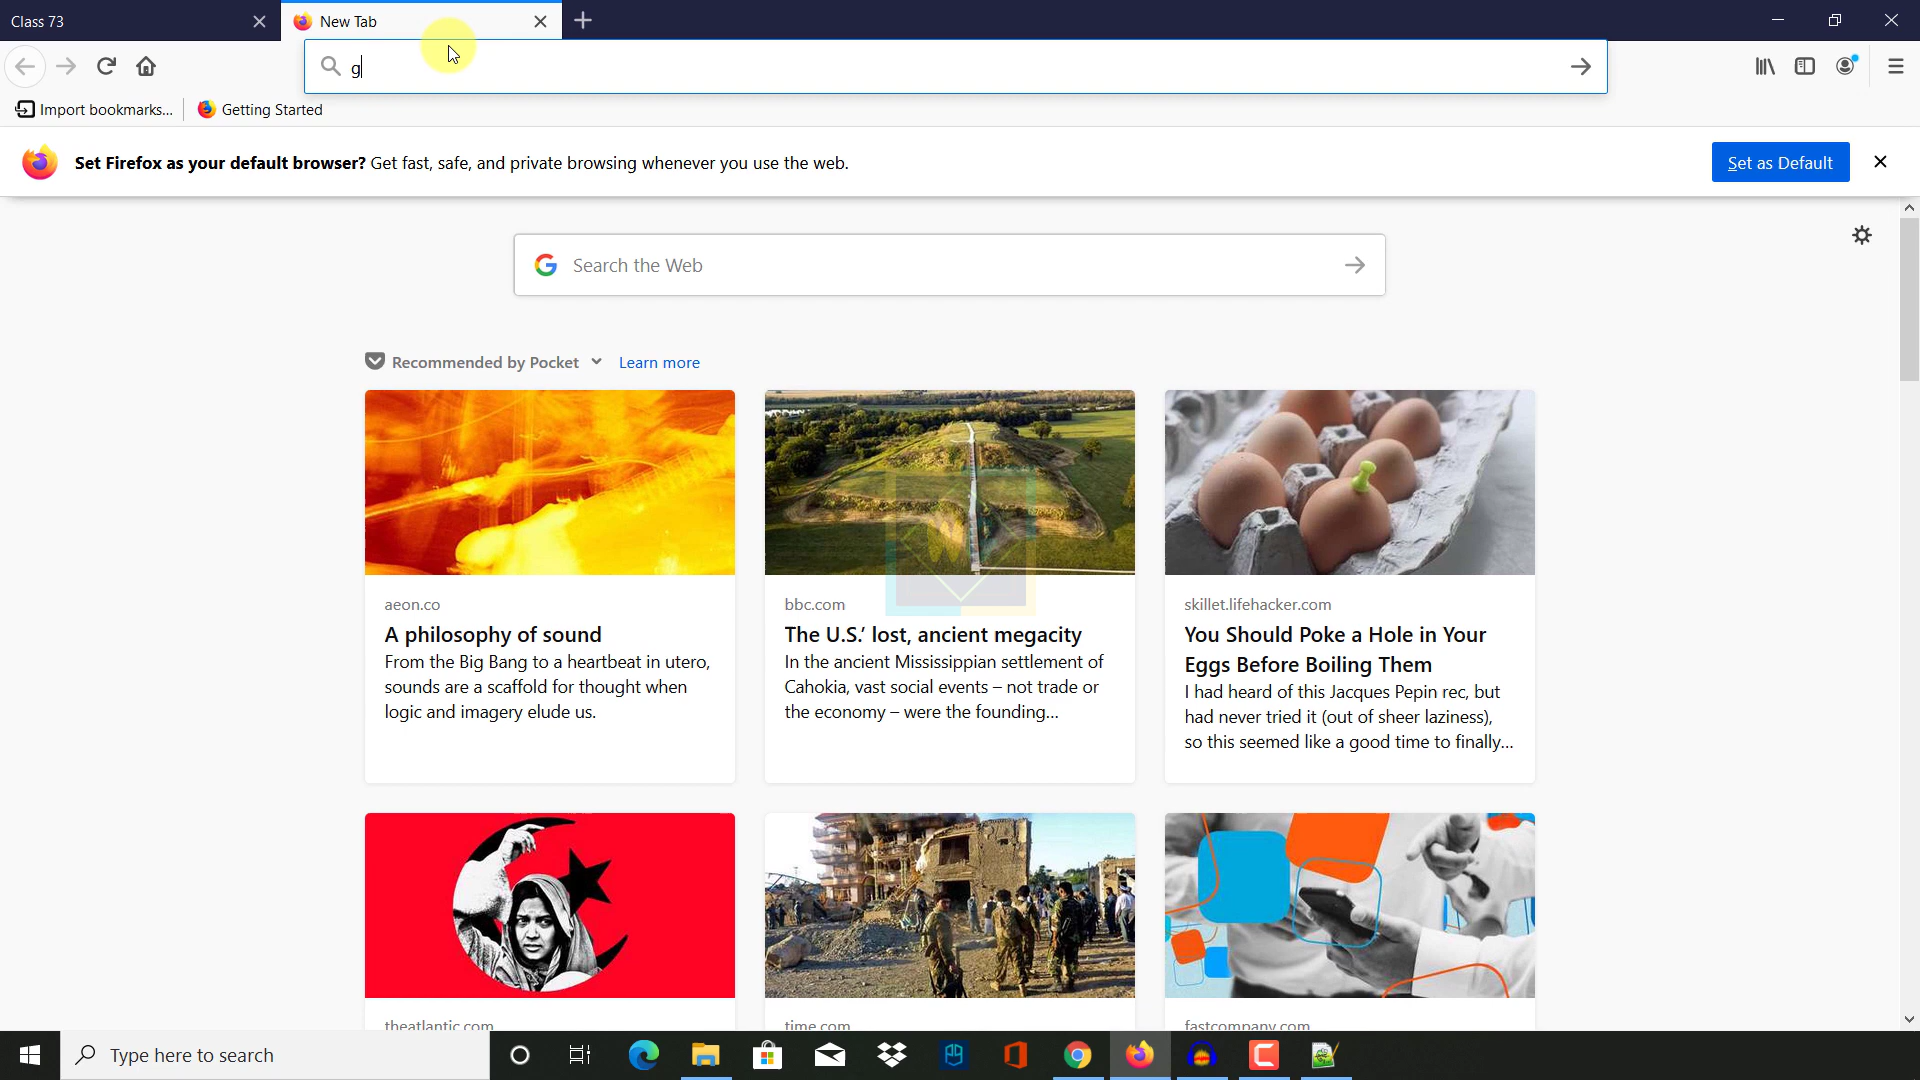 Class 73
New Tab
g
Import bookmarks...
Getting Started
Set Firefox as your default browser? Get fast, safe, and private browsing whenever you use the web.
Set as Default
Search the Web
Recommended by Pocket
Learn more
aeon.co
A philosophy of sound
From the Big Bang to a heartbeat in utero,
sounds are a scaffold for thought when
logic and imagery elude us.
bbc.com
The U.S.’ lost, ancient megacity
In the ancient Mississippian settlement of
Cahokia, vast social events – not trade or
the economy – were the founding...
skillet.lifehacker.com
You Should Poke a Hole in Your
Eggs Before Boiling Them
I had heard of this Jacques Pepin rec, but
had never tried it (out of sheer laziness),
so this seemed like a good time to finally...
theatlantic.com
time.com
fastcompany.com
Type here to search